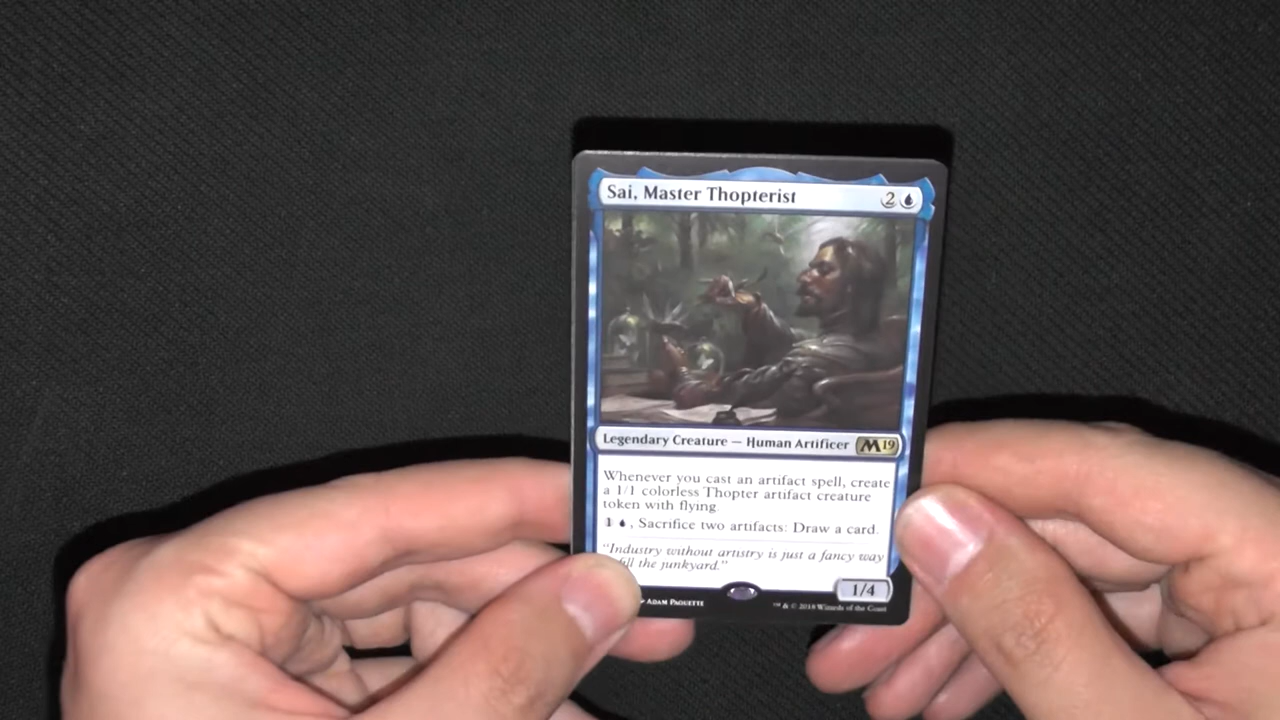 Sai, Master Thopterist 2
Legendary Creature — Human Artificer M19
Whenever you cast an artifact spell, create
a 1/1 colorless Thopter artifact creature
token with flying
1 , Sacrifice two artifacts: Draw a card.
"Industry without artistry is just a fancy way
fill the junkyard."
1/4
ADAM PAQUETTE ™ & © 2018 Wizards of the Coast